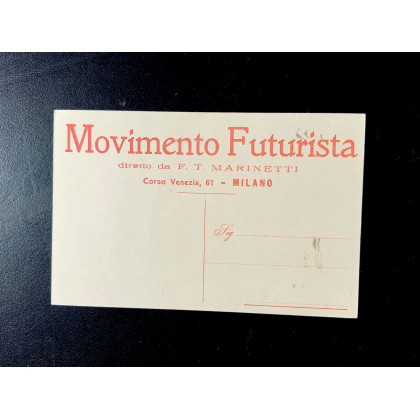 Movimento Futurista
diretto da F. T. MARINETTI
Corso Venezia, 61 - MILANO
Sig